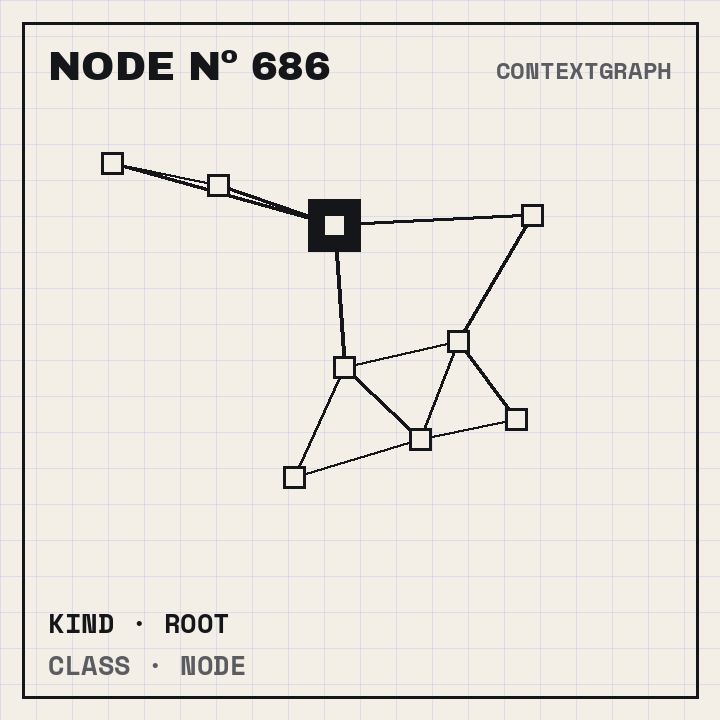 NODE Nº 686
CONTEXTGRAPH
KIND · ROOT
CLASS · NODE